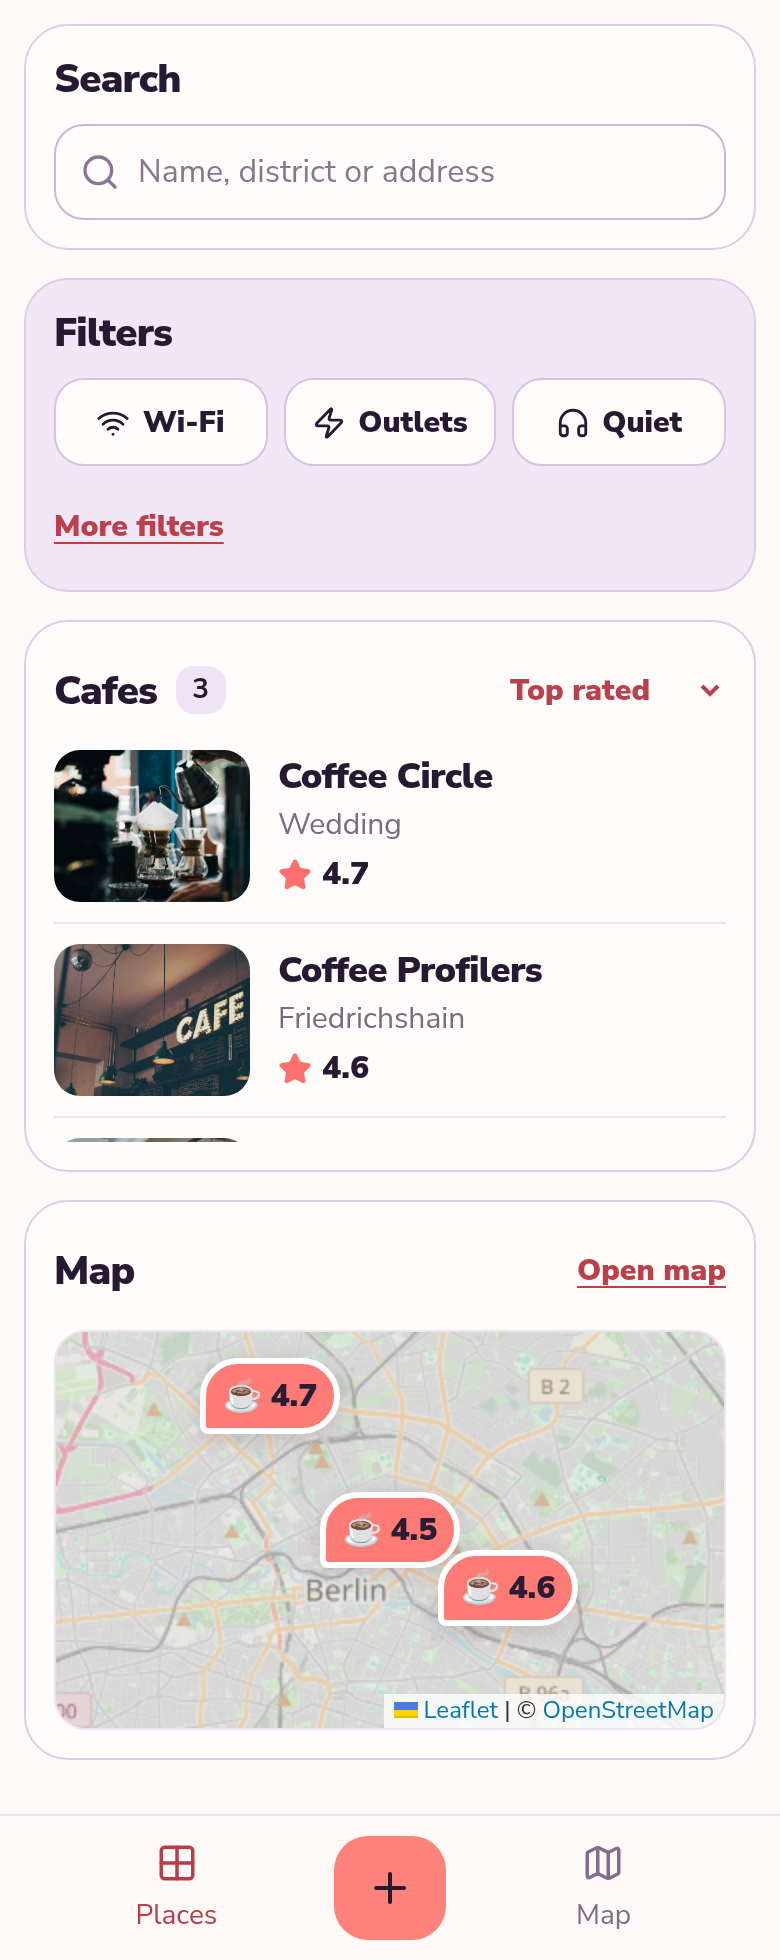 Search
Name, district or address
Filters
Wi-Fi
Outlets
Quiet
More filters
Cafes 3
Top rated
Coffee Circle
Wedding
4.7
CAFE
Coffee Profilers
Friedrichshain
4.6
Map
Open map
4.7
B 2
4.5
4.6
Berlin
B 96a
00
Leaflet | © OpenStreetMap
Places
Map